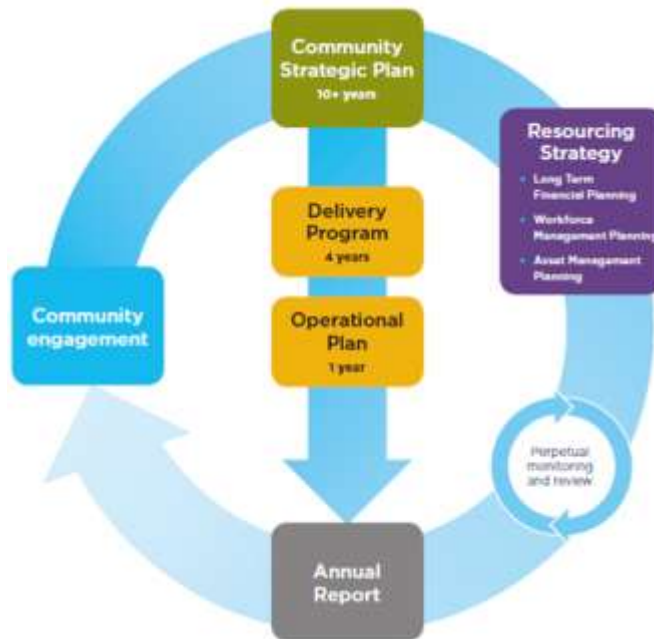 Community
Strategic Plan
10+ years
Resourcing
Strategy
• Long Term
Financial Planning
• Workforce
Management Planning
• Asset Management
Planning
Delivery
Program
4 years
Community
engagement
Operational
Plan
1 year
Perpetual
monitoring
and review
Annual
Report